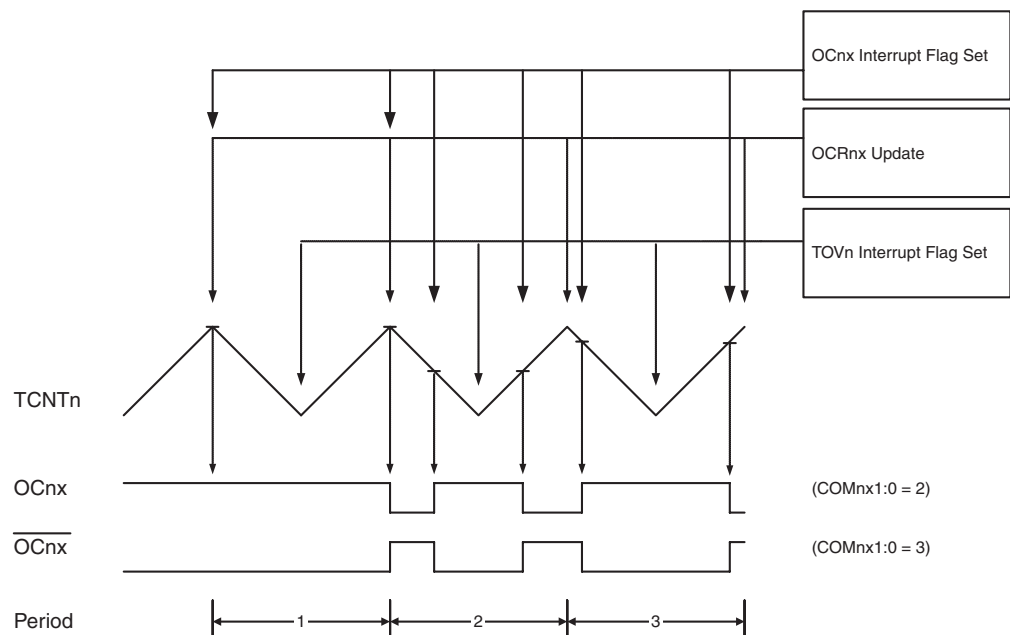 OCnx Interrupt Flag Set
OCRnx Update
TOVn Interrupt Flag Set
TCNTn
OCnx (COMnx1:0 = 2)
OCnx (COMnx1:0 = 3)
Period 1 2 3